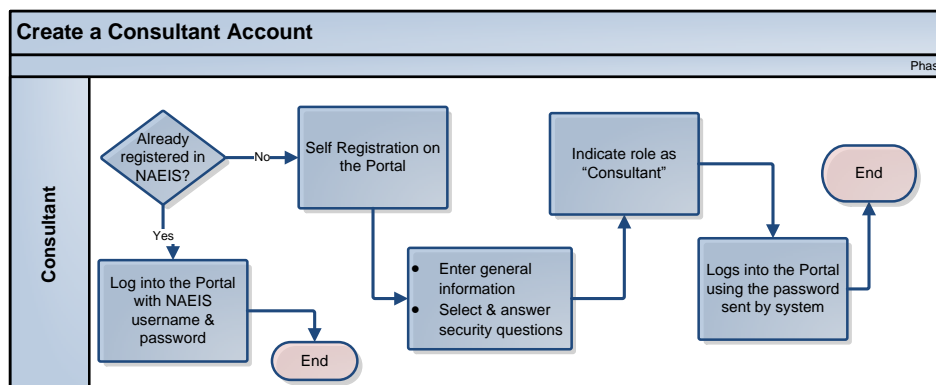 Create a Consultant Account
Phas
Consultant
Already
registered in
NAEIS?
No
Yes
Self Registration on
the Portal
Log into the Portal
with NAEIS
username &
password
End
• Enter general
information
• Select & answer
security questions
Indicate role as
“Consultant”
Logs into the Portal
using the password
sent by system
End